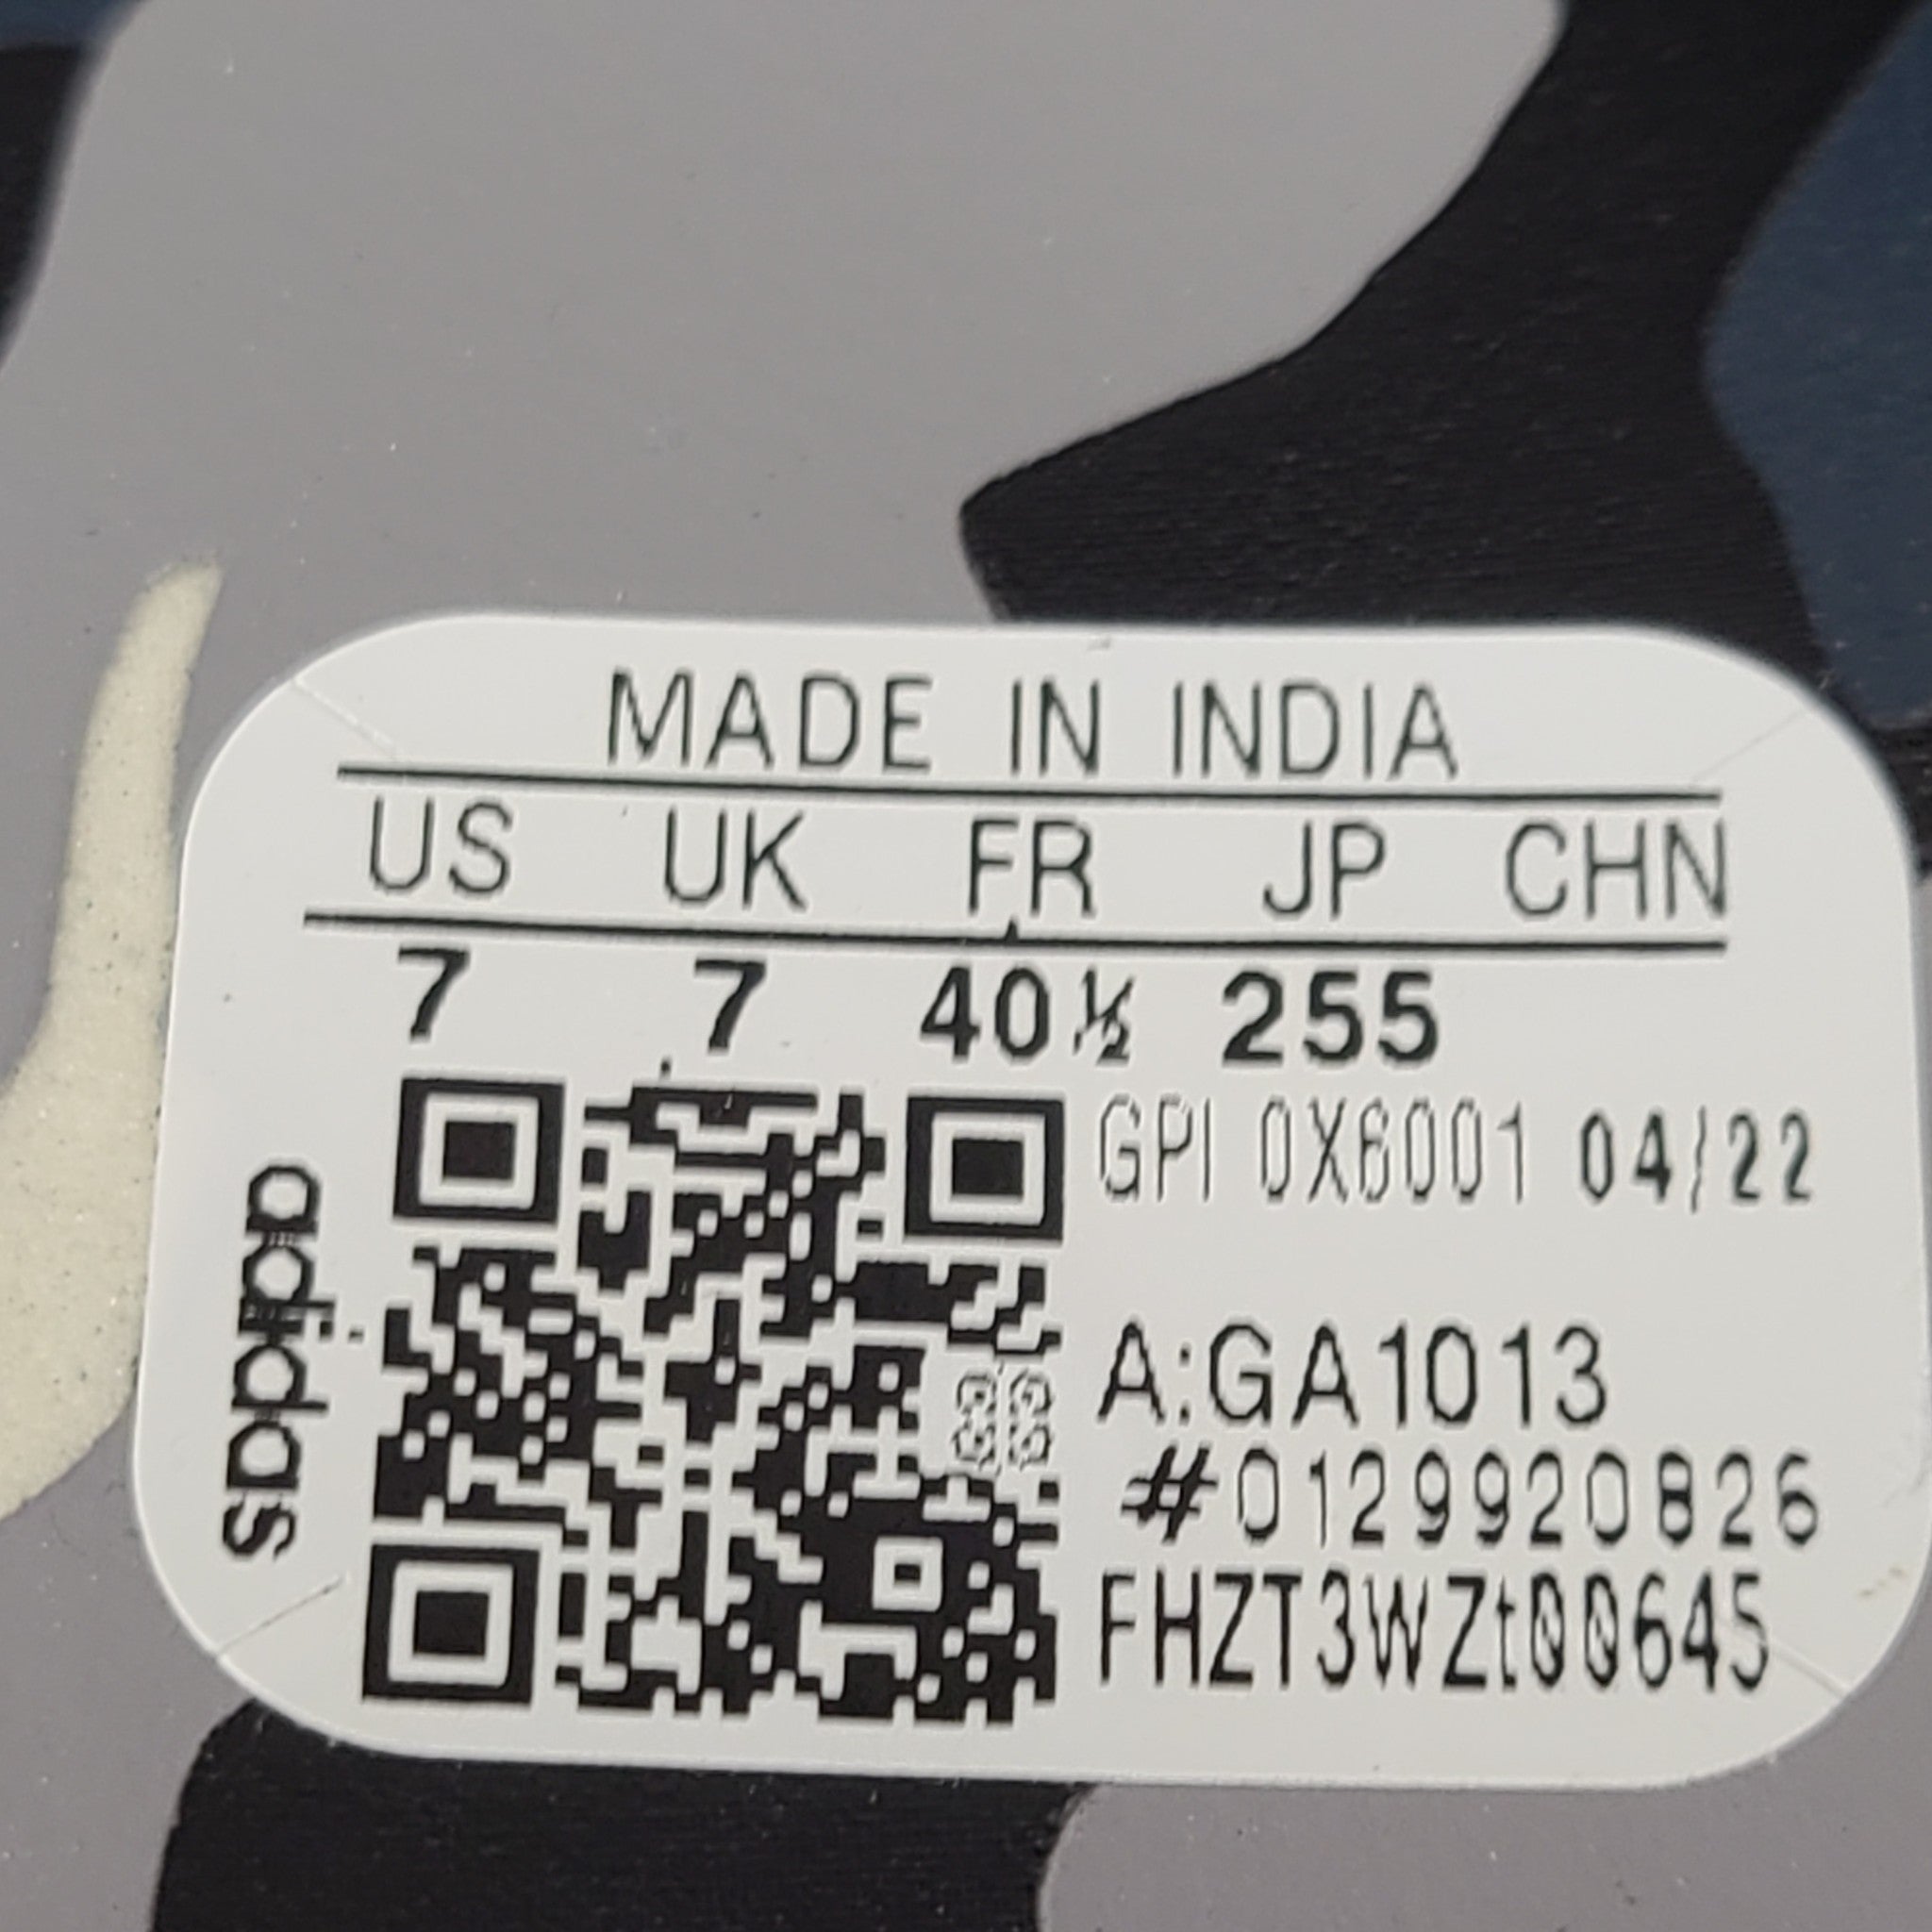 MADE IN INDIA
US UK FR JP CHN
7 7 40½ 255
GPI 0X6001 04/22
A:GA1013
#0129920826
FHZT3WZt00645
adidas